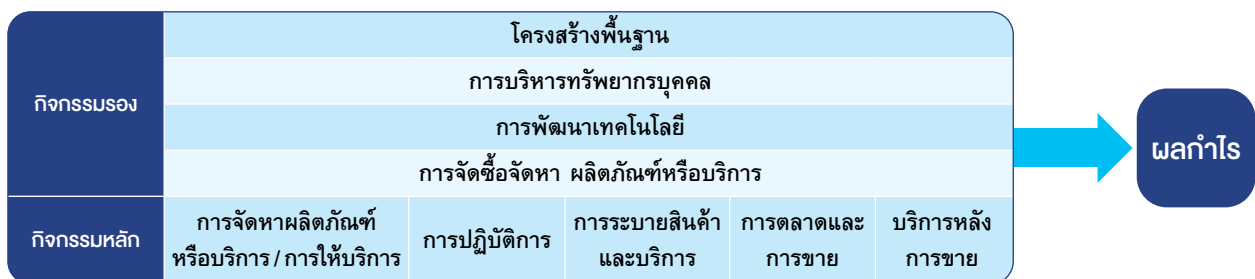 กิจกรรมรอง
โครงสร้างพื้นฐาน
การบริหารทรัพยากรบุคคล
การพัฒนาเทคโนโลยี
การจัดซื้อจัดหา ผลิตภัณฑ์หรือบริการ
กิจกรรมหลัก
การจัดหาผลิตภัณฑ์
หรือบริการ / การให้บริการ
การปฏิบัติการ
การระบายสินค้า
และบริการ
การตลาดและ
การขาย
บริการหลัง
การขาย
ผลกำไร